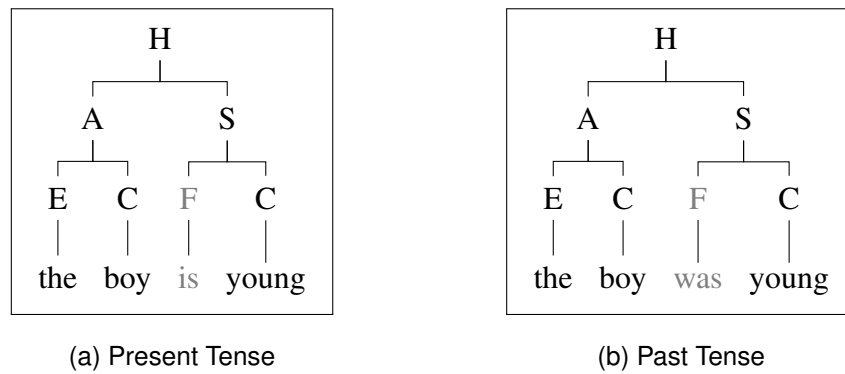 H
A S
E C F C
the boy is young
(a) Present Tense
H
A S
E C F C
the boy was young
(b) Past Tense